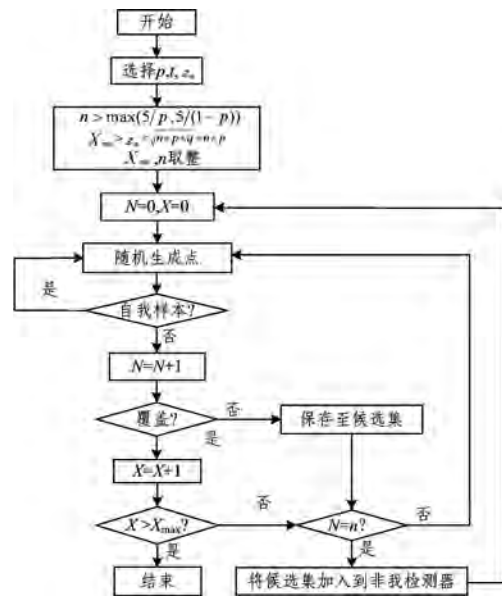 开始
选择p,I,zα
n > max(5/p ,5/(1−p))
,n取整
N=0,X=0
随机生成点
是
自我样本?
否
N=N+1
覆盖?
否
保存至候选集
是
X=X+1
X>Xmax?
否
N=n?
否
是
是
结束
将候选集加入到非我检测器